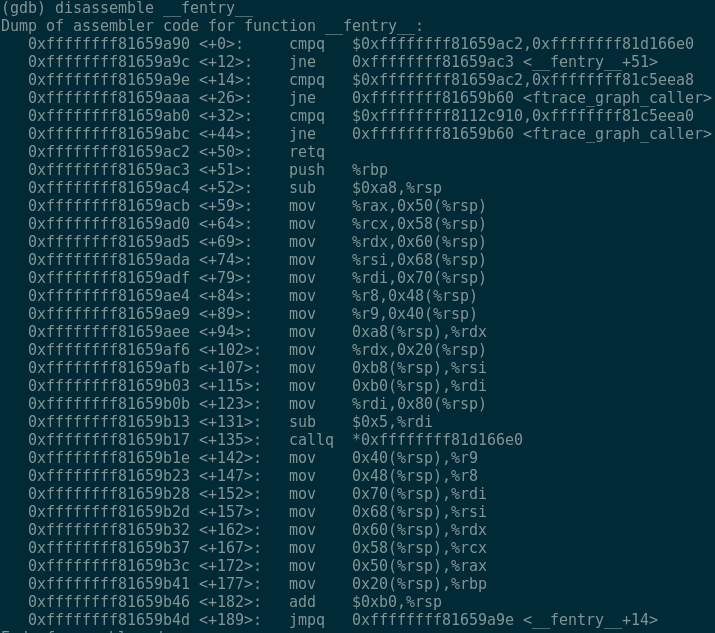 (gdb) disassemble __fentry__
Dump of assembler code for function __fentry__:
   0xffffffff81659a90 <+0>:     cmpq   $0xffffffff81659ac2,0xffffffff81d166e0
   0xffffffff81659a9c <+12>:    jne    0xffffffff81659ac3 <__fentry__+51>
   0xffffffff81659a9e <+14>:    cmpq   $0xffffffff81659ac2,0xffffffff81c5eea8
   0xffffffff81659aaa <+26>:    jne    0xffffffff81659b60 <ftrace_graph_caller>
   0xffffffff81659ab0 <+32>:    cmpq   $0xffffffff8112c910,0xffffffff81c5eea0
   0xffffffff81659abc <+44>:    jne    0xffffffff81659b60 <ftrace_graph_caller>
   0xffffffff81659ac2 <+50>:    retq
   0xffffffff81659ac3 <+51>:    push   %rbp
   0xffffffff81659ac4 <+52>:    sub    $0xa8,%rsp
   0xffffffff81659acb <+59>:    mov    %rax,0x50(%rsp)
   0xffffffff81659ad0 <+64>:    mov    %rcx,0x58(%rsp)
   0xffffffff81659ad5 <+69>:    mov    %rdx,0x60(%rsp)
   0xffffffff81659ada <+74>:    mov    %rsi,0x68(%rsp)
   0xffffffff81659adf <+79>:    mov    %rdi,0x70(%rsp)
   0xffffffff81659ae4 <+84>:    mov    %r8,0x48(%rsp)
   0xffffffff81659ae9 <+89>:    mov    %r9,0x40(%rsp)
   0xffffffff81659aee <+94>:    mov    0xa8(%rsp),%rdx
   0xffffffff81659af6 <+102>:   mov    %rdx,0x20(%rsp)
   0xffffffff81659afb <+107>:   mov    0xb8(%rsp),%rsi
   0xffffffff81659b03 <+115>:   mov    0xb0(%rsp),%rdi
   0xffffffff81659b0b <+123>:   mov    %rdi,0x80(%rsp)
   0xffffffff81659b13 <+131>:   sub    $0x5,%rdi
   0xffffffff81659b17 <+135>:   callq  *0xffffffff81d166e0
   0xffffffff81659b1e <+142>:   mov    0x40(%rsp),%r9
   0xffffffff81659b23 <+147>:   mov    0x48(%rsp),%r8
   0xffffffff81659b28 <+152>:   mov    0x70(%rsp),%rdi
   0xffffffff81659b2d <+157>:   mov    0x68(%rsp),%rsi
   0xffffffff81659b32 <+162>:   mov    0x60(%rsp),%rdx
   0xffffffff81659b37 <+167>:   mov    0x58(%rsp),%rcx
   0xffffffff81659b3c <+172>:   mov    0x50(%rsp),%rax
   0xffffffff81659b41 <+177>:   mov    0x20(%rsp),%rbp
   0xffffffff81659b46 <+182>:   add    $0xb0,%rsp
   0xffffffff81659b4d <+189>:   jmpq   0xffffffff81659a9e <__fentry__+14>